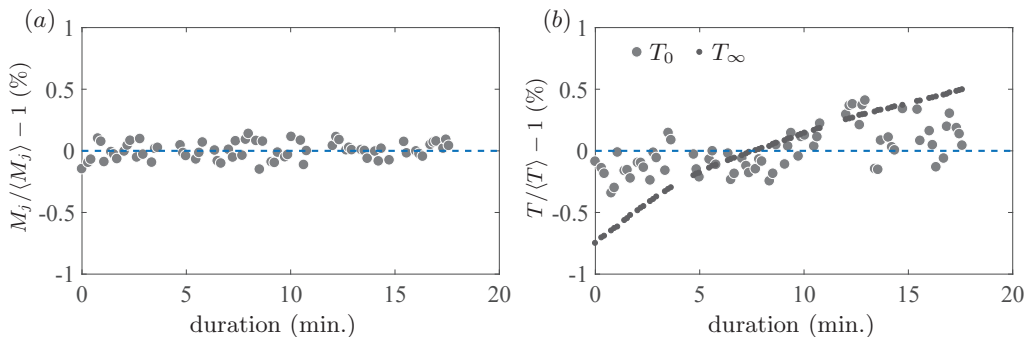 (a)
1
0.5
0
-0.5
-1
0 5 10 15 20
duration (min.)
M_j/⟨M_j⟩ − 1 (%)
(b)
1
0.5
0
-0.5
-1
0 5 10 15 20
duration (min.)
T/⟨T⟩ − 1 (%)
T_0 T_∞